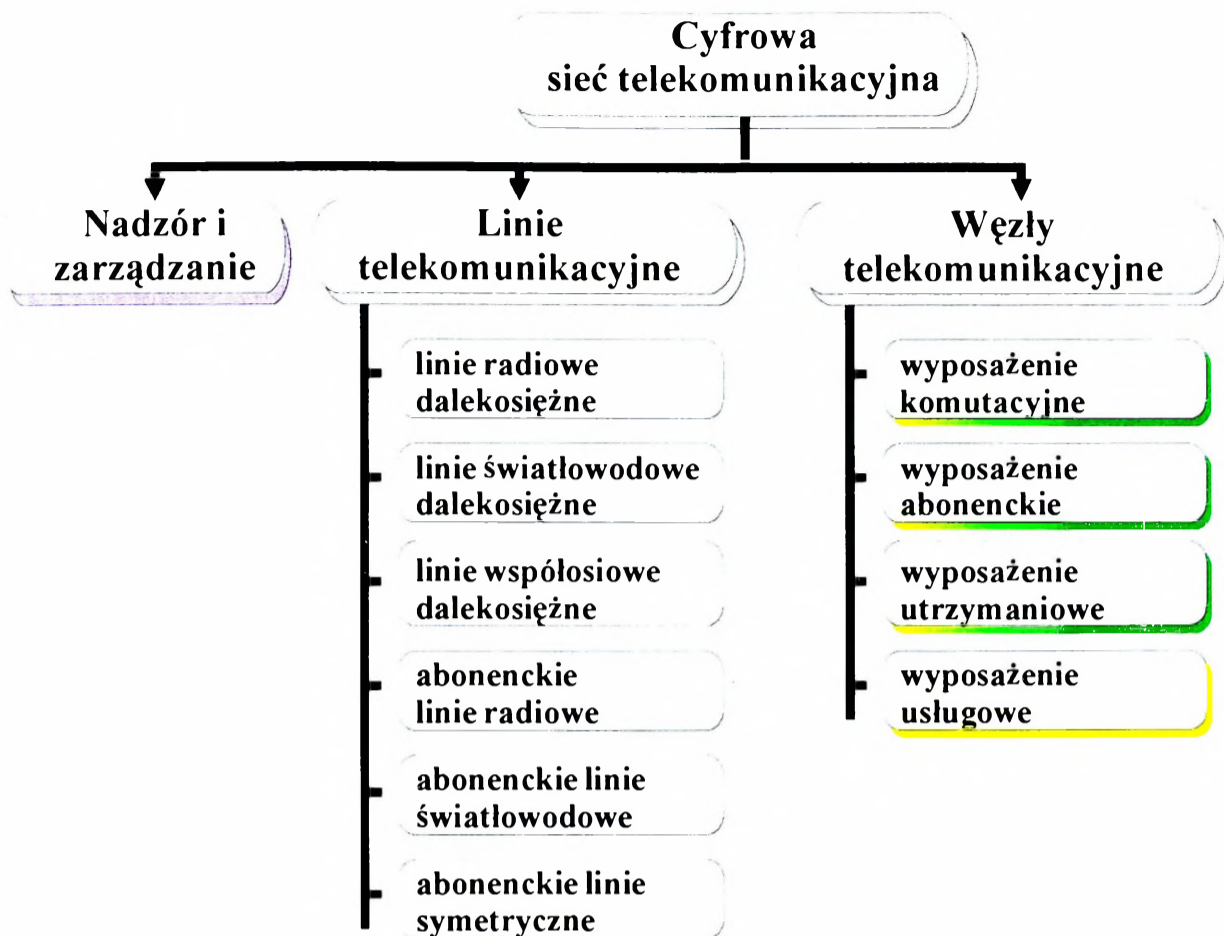 Cyfrowa
sieć telekomunikacyjna
Nadzór i
zarządzanie
Linie
telekomunikacyjne
linie radiowe
dalekosiężne
linie światłowodowe
dalekosiężne
linie współosiowe
dalekosiężne
abonenckie
linie radiowe
abonenckie linie
światłowodowe
abonenckie linie
symetryczne
Węzły
telekomunikacyjne
wyposażenie
komutacyjne
wyposażenie
abonenckie
wyposażenie
utrzymaniowe
wyposażenie
usługowe